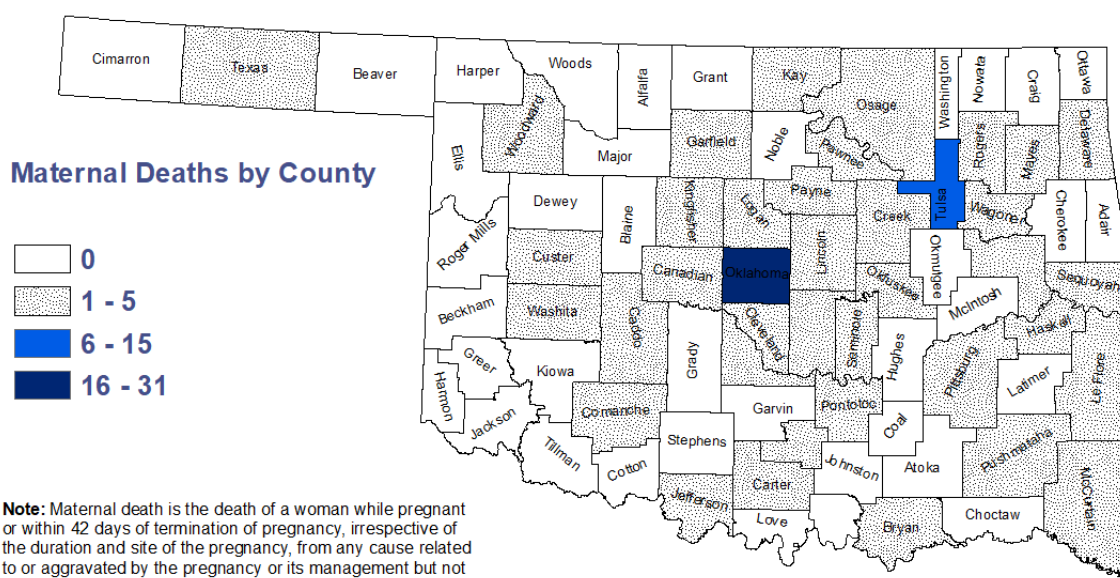 Cimarron
Texas
Beaver
Harper
Woods
Alfalfa
Grant
Kay
Osage
Washington
Nowata
Craig
Ottawa
Woodward
Ellis
Major
Garfield
Noble
Pawnee
Rogers
Mayes
Delaware
Maternal Deaths by County
0
1 - 5
6 - 15
16 - 31
Dewey
Blaine
Kingfisher
Logan
Payne
Creek
Tulsa
Wagoner
Cherokee
Adair
Roger Mills
Custer
Canadian
Oklahoma
Lincoln
Okfuskee
Okmulgee
McIntosh
Sequoyah
Beckham
Washita
Caddo
Grady
Cleveland
Seminole
Hughes
Pittsburg
Haskell
Latimer
Le Flore
Harmon
Greer
Kiowa
Jackson
Comanche
Tillman
Cotton
Stephens
Garvin
Pontotoc
Coal
Johnston
Atoka
Pushmataha
McCurtain
Jefferson
Carter
Love
Bryan
Choctaw
Note: Maternal death is the death of a woman while pregnant
or within 42 days of termination of pregnancy, irrespective of
the duration and site of the pregnancy, from any cause related
to or aggravated by the pregnancy or its management but not